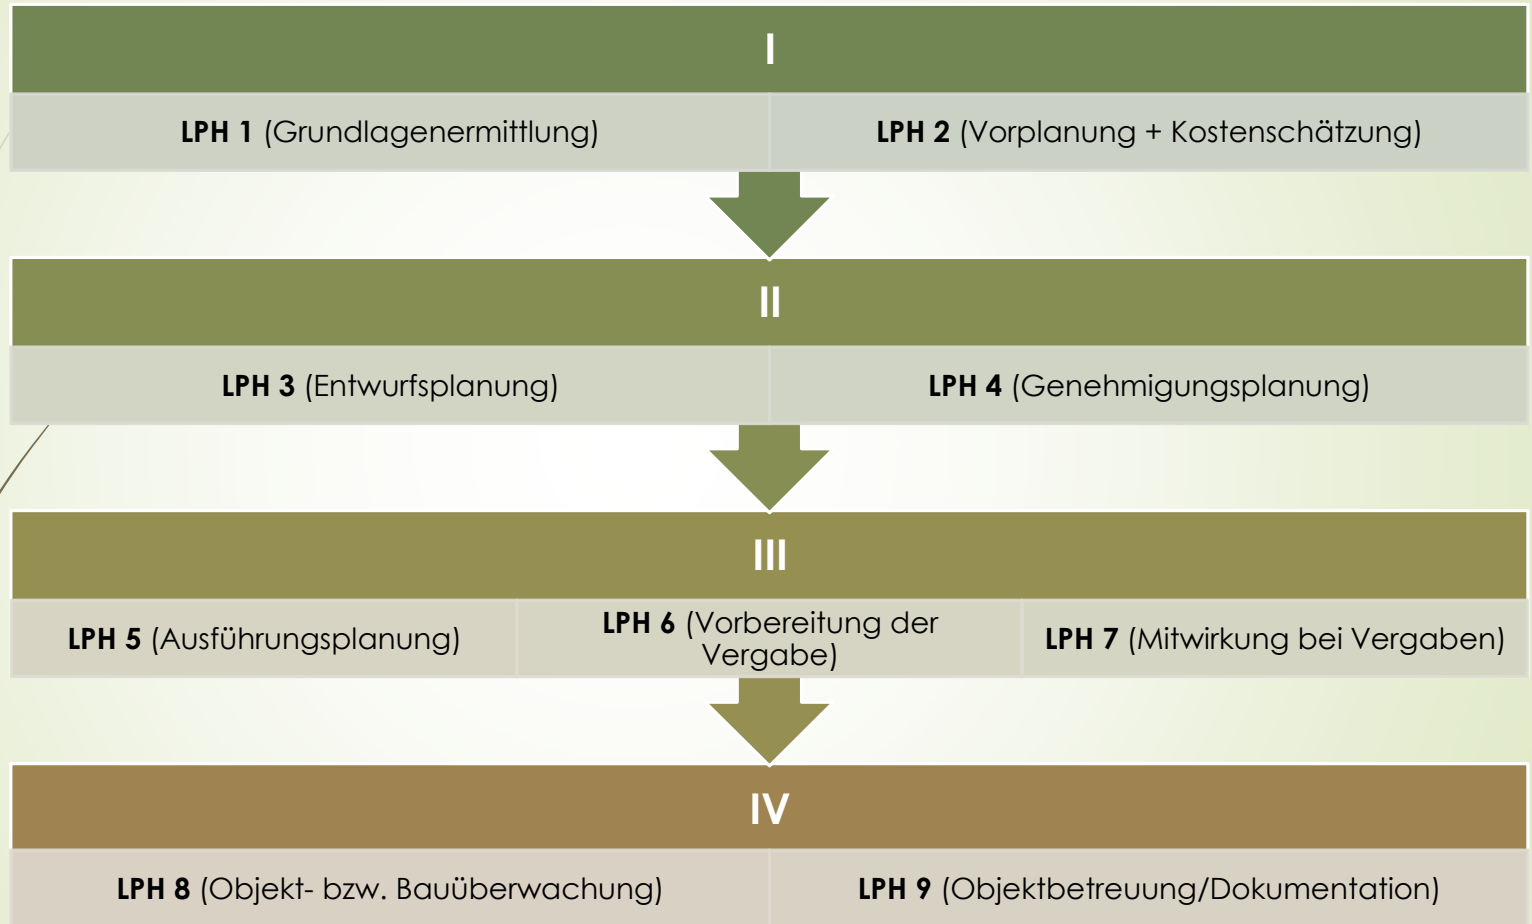 I
LPH 1 (Grundlagenermittlung)
LPH 2 (Vorplanung + Kostenschätzung)
II
LPH 3 (Entwurfsplanung)
LPH 4 (Genehmigungsplanung)
III
LPH 5 (Ausführungsplanung)
LPH 6 (Vorbereitung der
Vergabe)
LPH 7 (Mitwirkung bei Vergaben)
IV
LPH 8 (Objekt- bzw. Bauüberwachung)
LPH 9 (Objektbetreuung/Dokumentation)